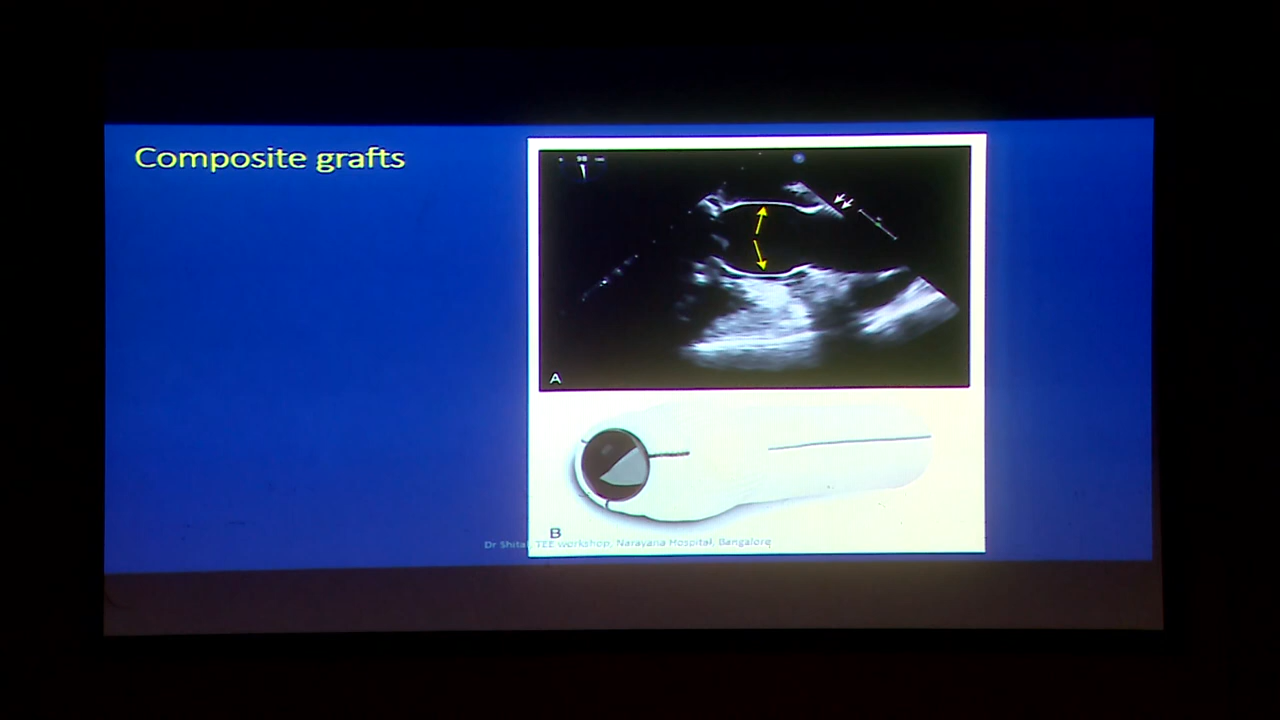 Composite grafts
A
B
Dr Shital, TEE workshop, Narayana Hospital, Bangalore